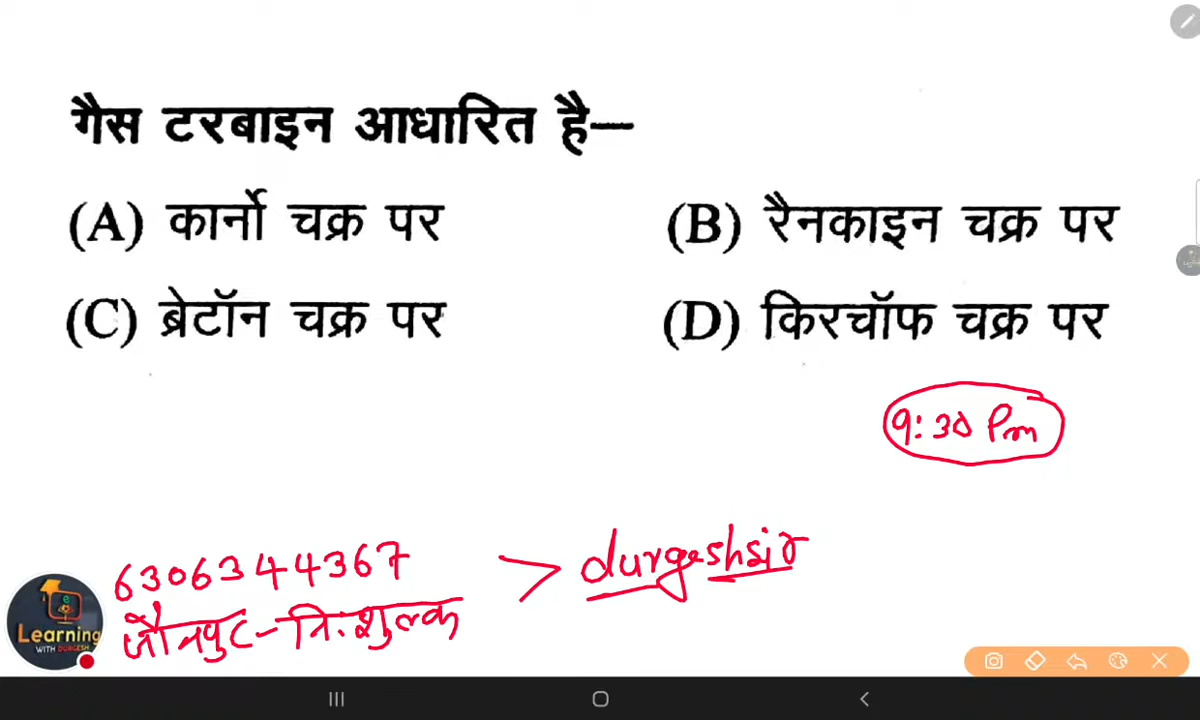 गैस टरबाइन आधारित है—
(A) कार्नो चक्र पर
(B) रैनकाइन चक्र पर
(C) ब्रेटॉन चक्र पर
(D) किरचॉफ चक्र पर
9:30 Pm
6306344367
जौनपुर-निःशुल्क
> durgeshsir
e
Learning
WITH DURGESH